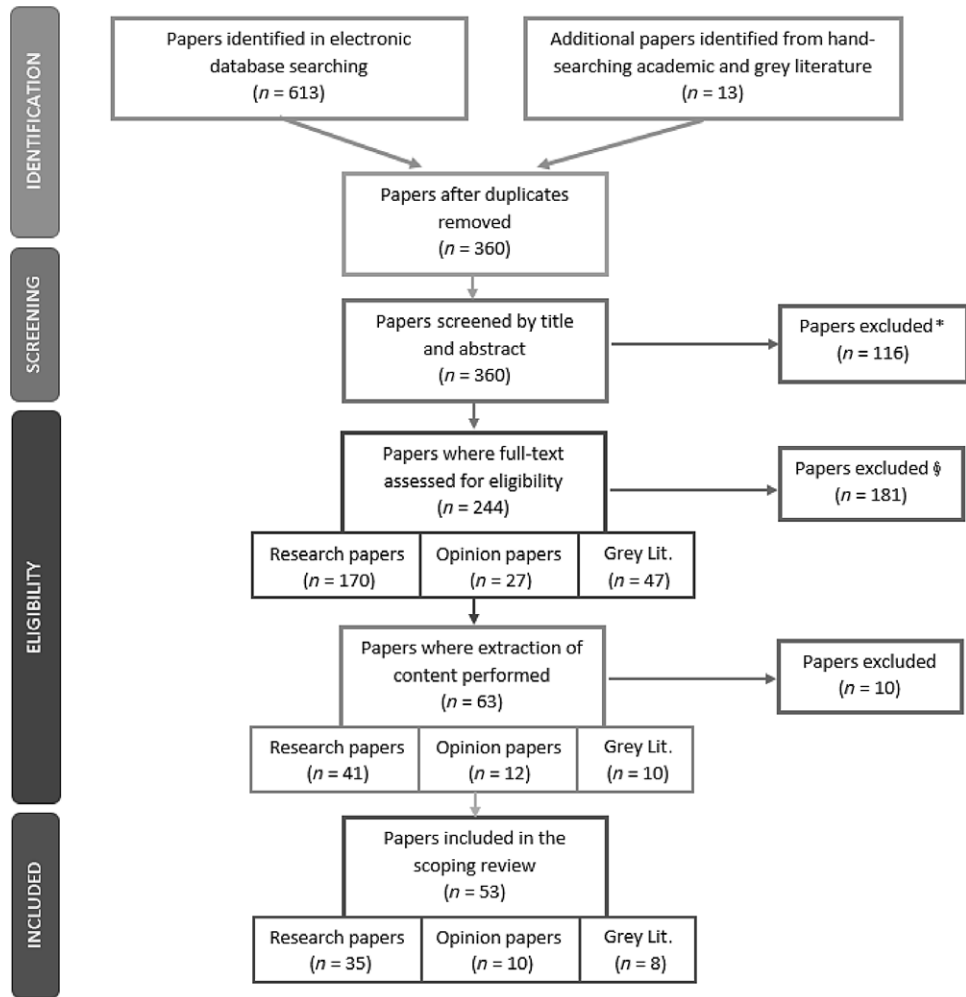 IDENTIFICATION
Papers identified in electronic
database searching
(n = 613)
Additional papers identified from hand-
searching academic and grey literature
(n = 13)
Papers after duplicates
removed
(n = 360)
SCREENING
Papers screened by title
and abstract
(n = 360)
Papers excluded *
(n = 116)
ELIGIBILITY
Papers where full-text
assessed for eligibility
(n = 244)
Papers excluded §
(n = 181)
Research papers
(n = 170)
Opinion papers
(n = 27)
Grey Lit.
(n = 47)
Papers where extraction of
content performed
(n = 63)
Papers excluded
(n = 10)
Research papers
(n = 41)
Opinion papers
(n = 12)
Grey Lit.
(n = 10)
INCLUDED
Papers included in the
scoping review
(n = 53)
Research papers
(n = 35)
Opinion papers
(n = 10)
Grey Lit.
(n = 8)